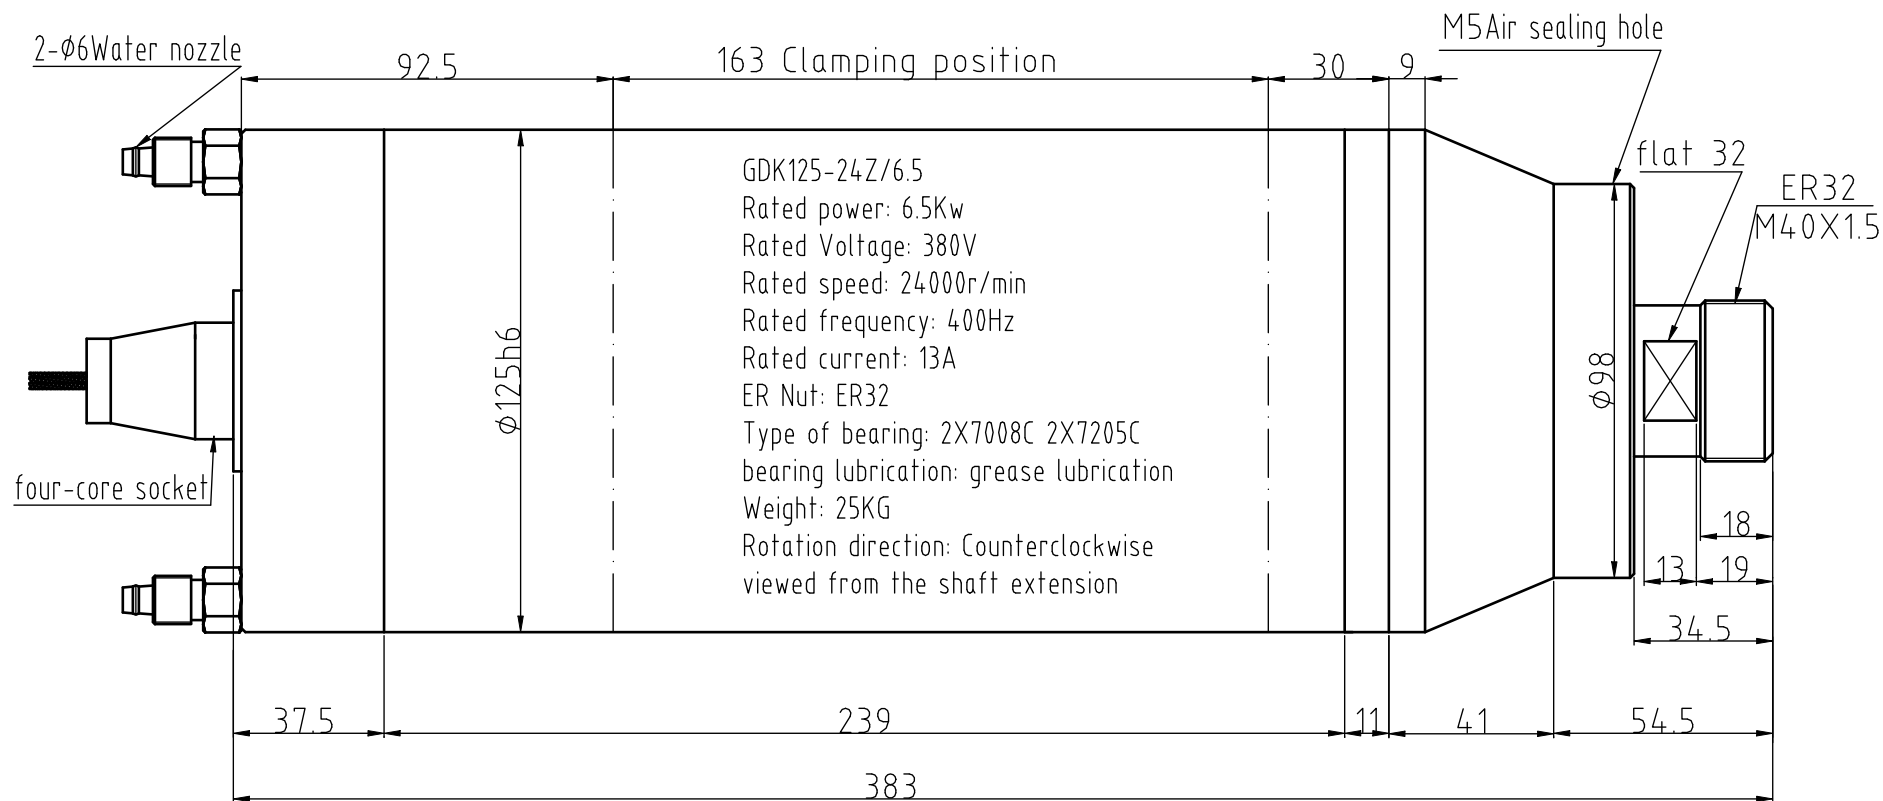 M5Air sealing hole
2-φ6Water nozzle
92.5
163 Clamping position
30
9
flat 32
ER32
M40X1.5
GDK125-24Z/6.5
Rated power: 6.5Kw
Rated Voltage: 380V
Rated speed: 24000r/min
Rated frequency: 400Hz
Rated current: 13A
ER Nut: ER32
Type of bearing: 2X7008C 2X7205C
bearing lubrication: grease lubrication
Weight: 25KG
Rotation direction: Counterclockwise
viewed from the shaft extension
φ125h6
φ98
four-core socket
18
13
19
34.5
37.5
239
11
41
54.5
383